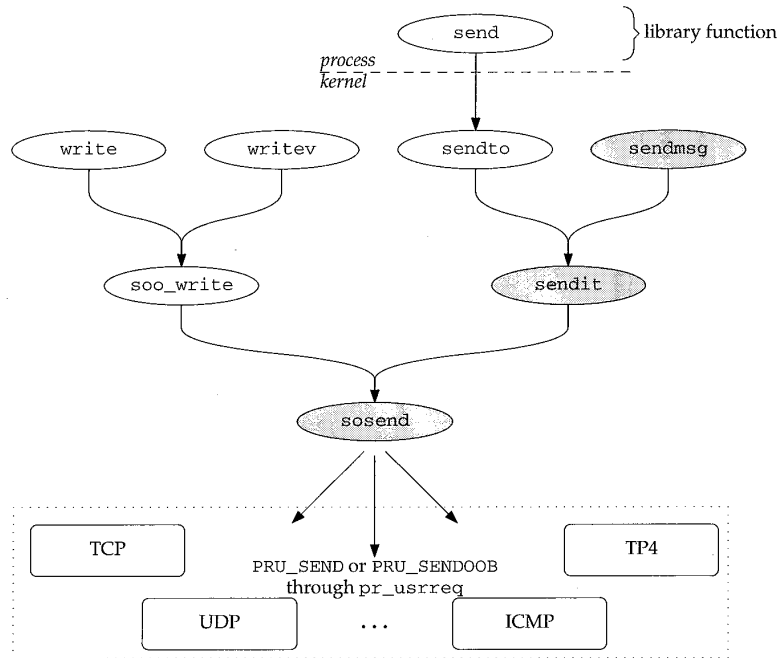 send
library function
process
kernel
write
writev
sendto
sendmsg
soo_write
sendit
sosend
TCP
TP4
PRU_SEND or PRU_SENDOOB
through pr_usrreq
UDP
...
ICMP